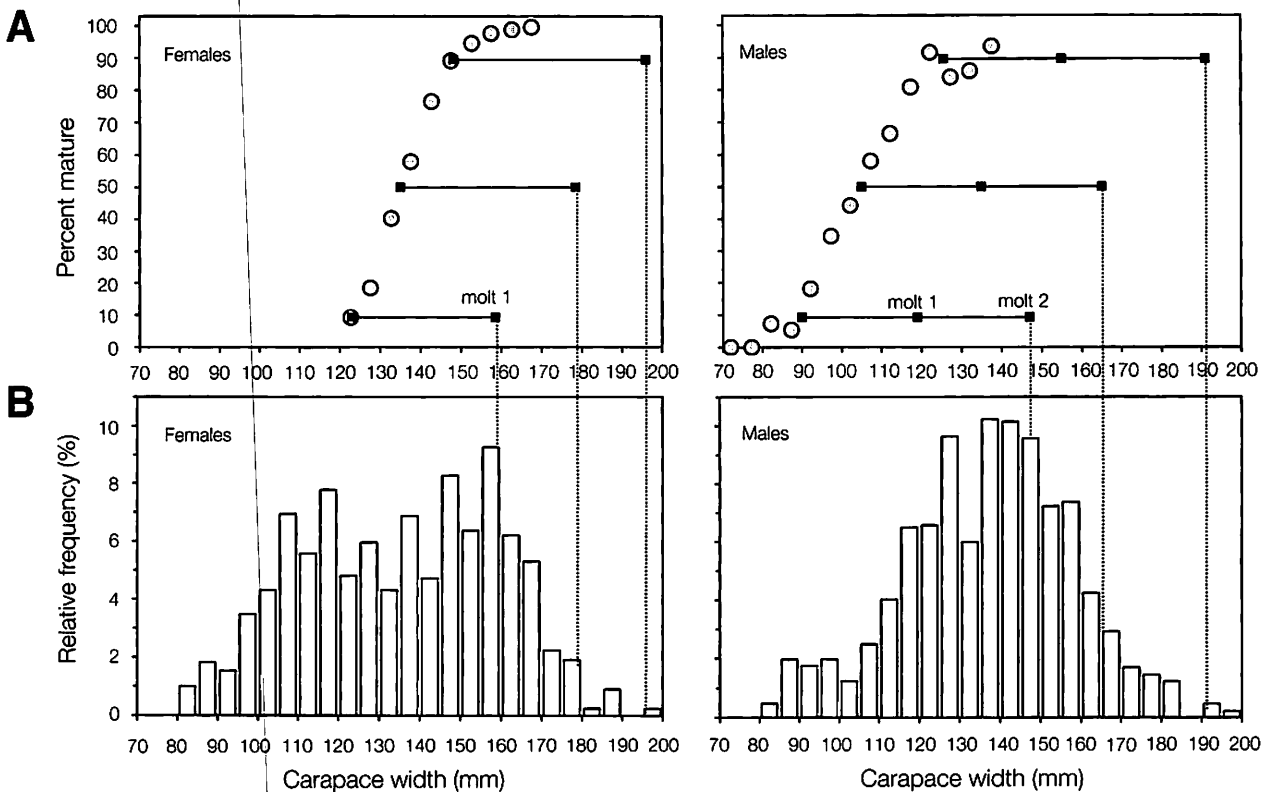 A
Females
Males
Percent mature
100
90
80
70
60
50
40
30
20
10
0
molt 1
molt 1 molt 2
70 80 90 100 110 120 130 140 150 160 170 180 190 200
70 80 90 100 110 120 130 140 150 160 170 180 190 200
B
Females
Males
Relative frequency (%)
10
8
6
4
2
0
70 80 90 100 110 120 130 140 150 160 170 180 190 200
70 80 90 100 110 120 130 140 150 160 170 180 190 200
Carapace width (mm)
Carapace width (mm)